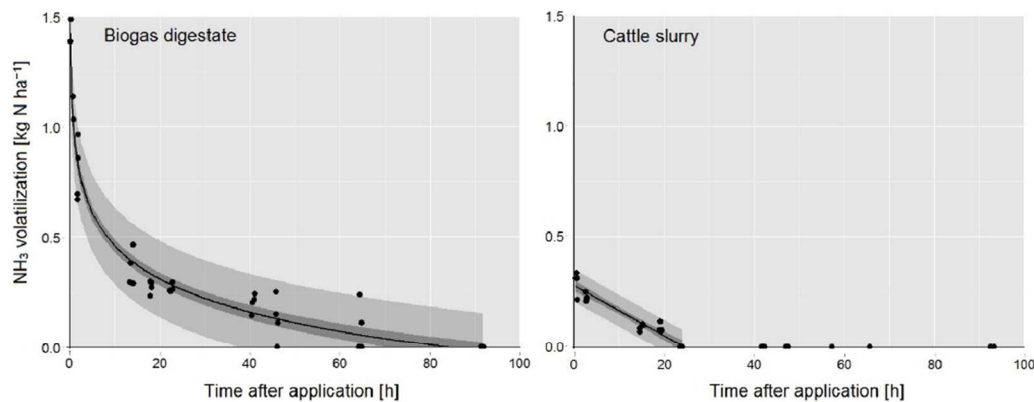 Biogas digestate
NH₃ volatilization [kg N ha⁻¹]
1.5
1.0
0.5
0.0
0 20 40 60 80 100
Time after application [h]
Cattle slurry
1.5
1.0
0.5
0.0
0 20 40 60 80 100
Time after application [h]